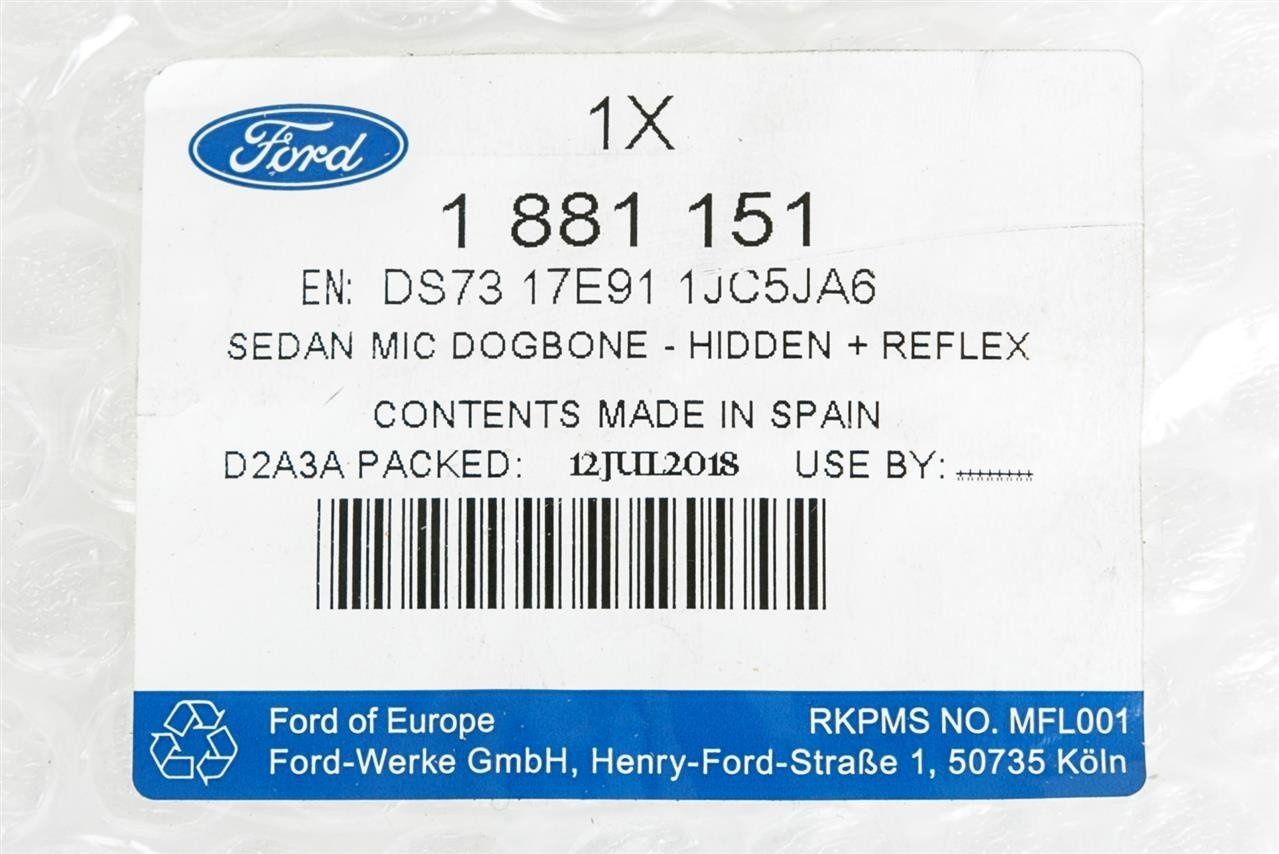 Ford
1X
1 881 151
EN: DS73 17E91 1JC5JA6
SEDAN MIC DOGBONE - HIDDEN + REFLEX
CONTENTS MADE IN SPAIN
D2A3A PACKED: 12JUL2018 USE BY:
Ford of Europe RKPMS NO. MFL001
Ford-Werke GmbH, Henry-Ford-Straße 1, 50735 Köln